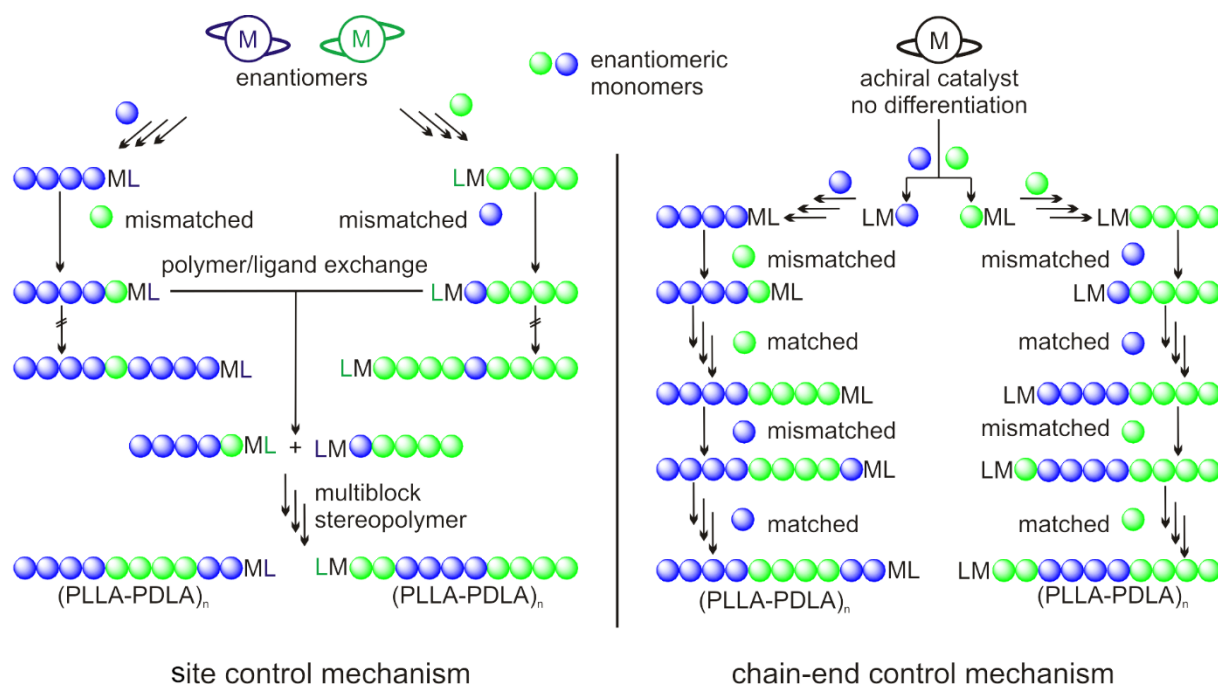 M
M
enantiomers
enantiomeric
monomers
M
achiral catalyst
no differentiation
ML
LM
mismatched
mismatched
polymer/ligand exchange
ML
LM
ML
LM
ML + LM
multiblock
stereopolymer
ML
LM
(PLLA-PDLA)n
(PLLA-PDLA)n
site control mechanism
ML
LM
ML
LM
mismatched
mismatched
ML
LM
matched
matched
ML
LM
mismatched
mismatched
ML
LM
matched
matched
ML
LM
(PLLA-PDLA)n
(PLLA-PDLA)n
chain-end control mechanism